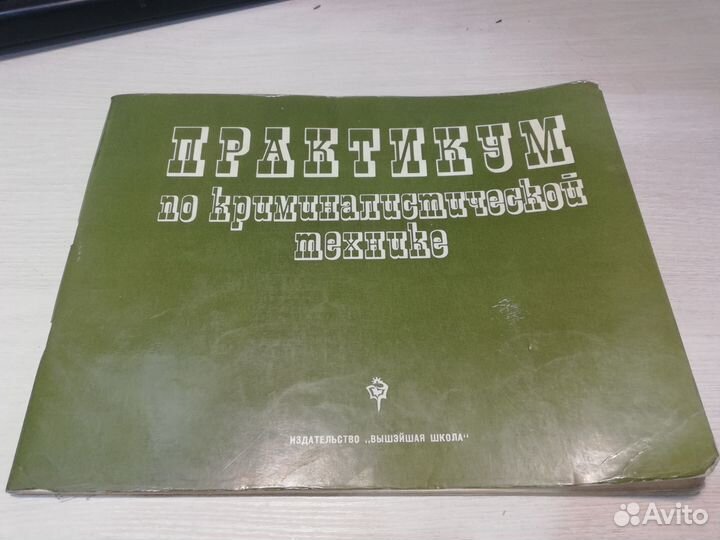 ПРАКТИКУМ
по криминалистической
технике
ИЗДАТЕЛЬСТВО „ВЫШЭЙШАЯ ШКОЛА"
Avito